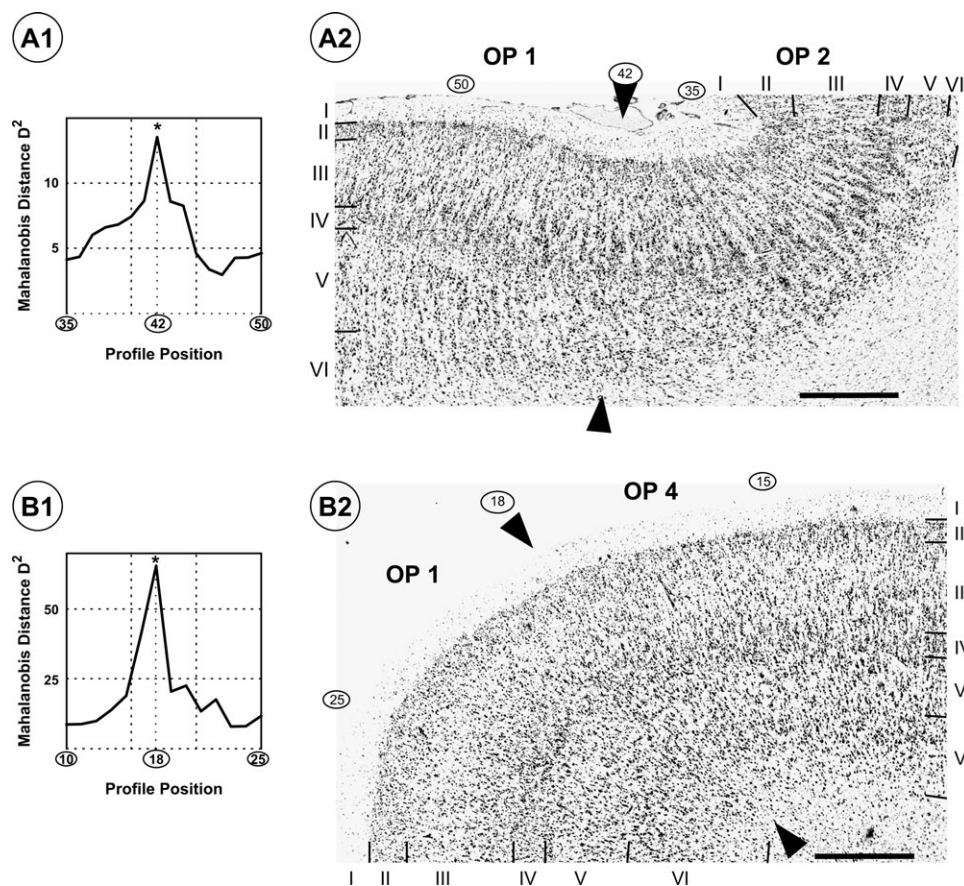 A1
A2
OP 1
OP 2
50
42
35
I II III IV V VI
I
II
III
IV
V
VI
Mahalanobis Distance D²
*
10
5
35
42
50
Profile Position
B1
B2
OP 4
18
15
OP 1
25
I
II
II
IV
V
V
I II III IV V VI
Mahalanobis Distance D²
*
50
25
10
18
25
Profile Position